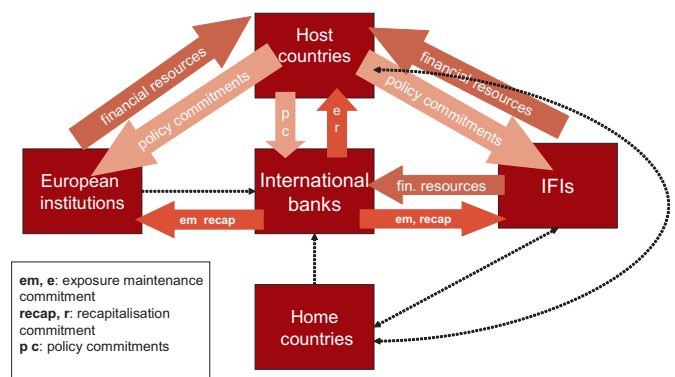 Host
countries
financial resources
policy commitments
financial resources
policy commitments
p
c
e
r
European
institutions
International
banks
fin. resources
IFIs
em recap
em, recap
em, e: exposure maintenance
commitment
recap, r: recapitalisation
commitment
p c: policy commitments
Home
countries